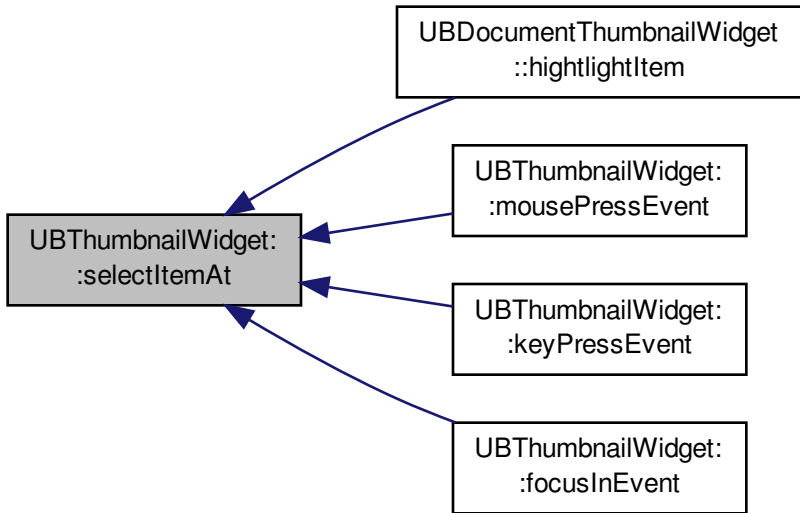 UBDocumentThumbnailWidget
::hightlightItem
UBThumbnailWidget:
:mousePressEvent
UBThumbnailWidget:
:selectItemAt
UBThumbnailWidget:
:keyPressEvent
UBThumbnailWidget:
:focusInEvent